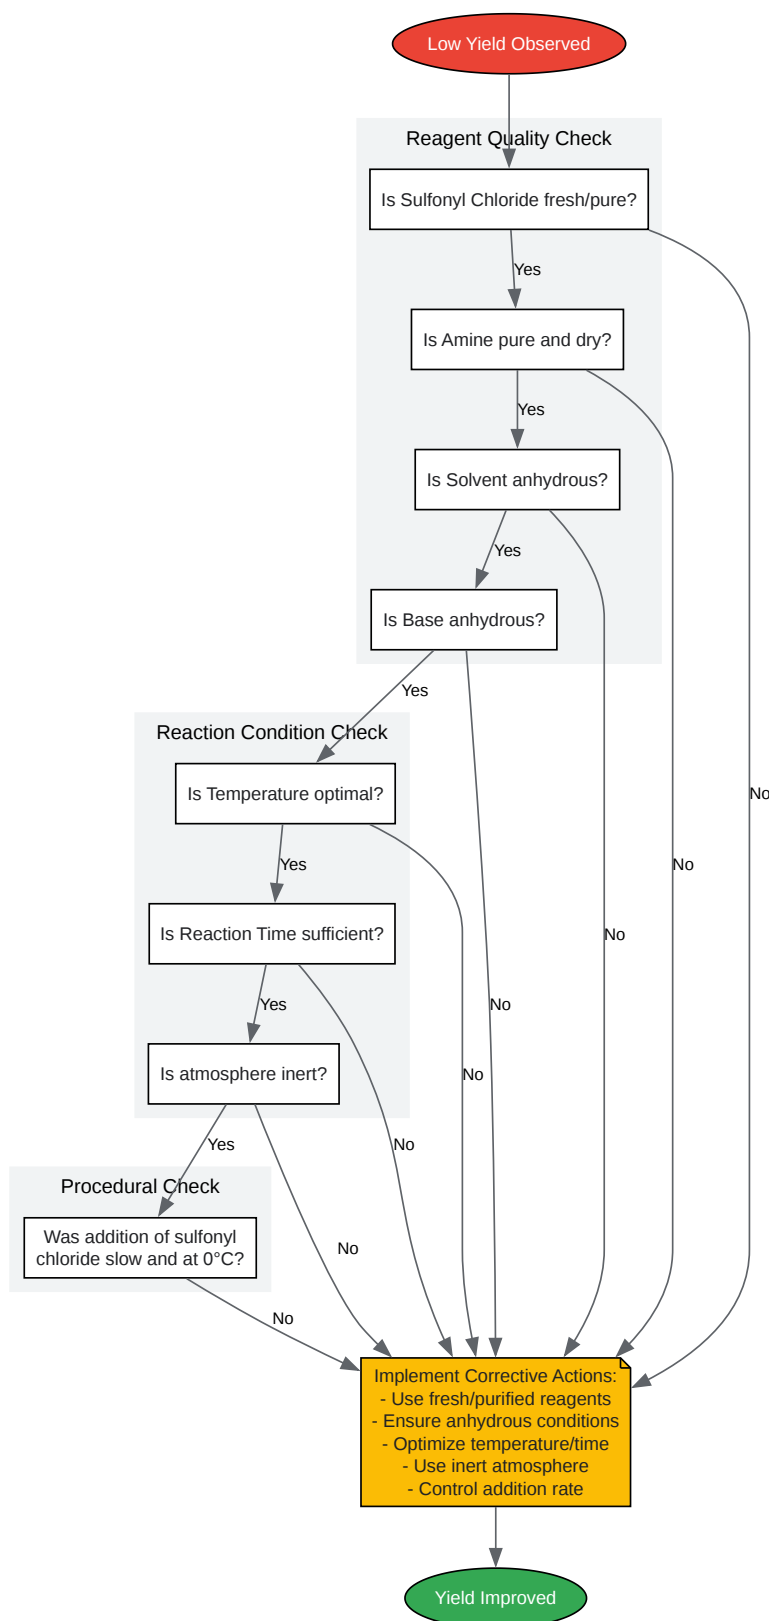 Low Yield Observed
Reagent Quality Check
Is Sulfonyl Chloride fresh/pure?
Yes
Is Amine pure and dry?
Yes
Is Solvent anhydrous?
Yes
Is Base anhydrous?
Yes
Reaction Condition Check
Is Temperature optimal?
No
Yes
No
Is Reaction Time sufficient?
No
Yes
No
Is atmosphere inert?
No
Yes
No
Procedural Check
Was addition of sulfonyl
chloride slow and at 0°C?
No
No
Implement Corrective Actions:
- Use fresh/purified reagents
- Ensure anhydrous conditions
- Optimize temperature/time
- Use inert atmosphere
- Control addition rate
Yield Improved